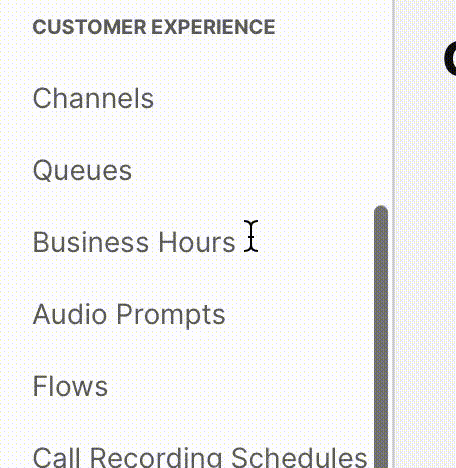 CUSTOMER EXPERIENCE
Channels
Queues
Business Hours
Audio Prompts
Flows
Call Recording Schedules